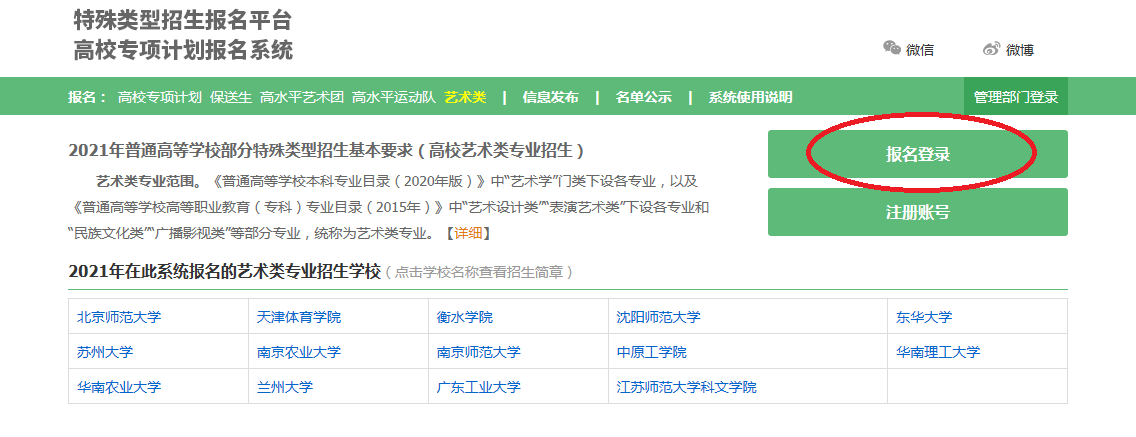 特殊类型招生报名平台
高校专项计划报名系统
微信
微博
报名： 高校专项计划 保送生 高水平艺术团 高水平运动队 艺术类 | 信息发布 | 名单公示 | 系统使用说明
管理部门登录
2021年普通高等学校部分特殊类型招生基本要求（高校艺术类专业招生）
艺术类专业范围。《普通高等学校本科专业目录（2020年版）》中“艺术学”门类下设各专业，以及
《普通高等学校高等职业教育（专科）专业目录（2015年）》中“艺术设计类”“表演艺术类”下设各专业和
“民族文化类”“广播影视类”等部分专业，统称为艺术类专业。【详细】
报名登录
注册账号
2021年在此系统报名的艺术类专业招生学校（点击学校名称查看招生简章）
北京师范大学 天津体育学院 衡水学院 沈阳师范大学 东华大学
苏州大学 南京农业大学 南京师范大学 中原工学院 华南理工大学
华南农业大学 兰州大学 广东工业大学 江苏师范大学科文学院